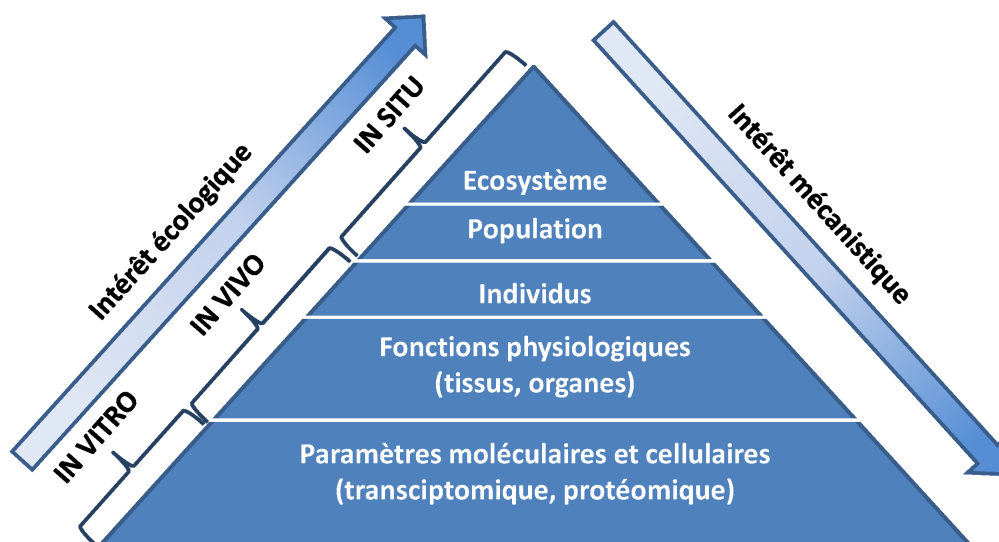 Intérêt écologique
IN SITU
IN VIVO
IN VITRO
Ecosystème
Population
Individus
Fonctions physiologiques
(tissus, organes)
Paramètres moléculaires et cellulaires
(transciptomique, protéomique)
Intérêt mécanistique